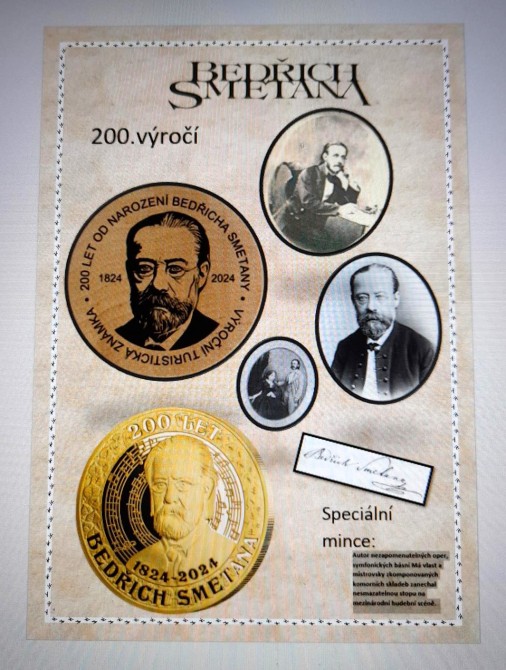 BEDŘICH
SMETANA
200.výročí
200 LET OD NAROZENÍ BEDŘICHA SMETANY • VÝROČNÍ TURISTICKÁ ZNÁMKA •
1824
2024
200 LET
1824-2024
BEDŘICH SMETANA
Bedřich Smetana
Speciální
mince:
Autor nezapomenutelných oper,
symfonických básní Má vlast a
mistrovsky zkomponovaných
komorních skladeb zanechal
nesmazatelnou stopu na
mezinárodní hudební scéně.